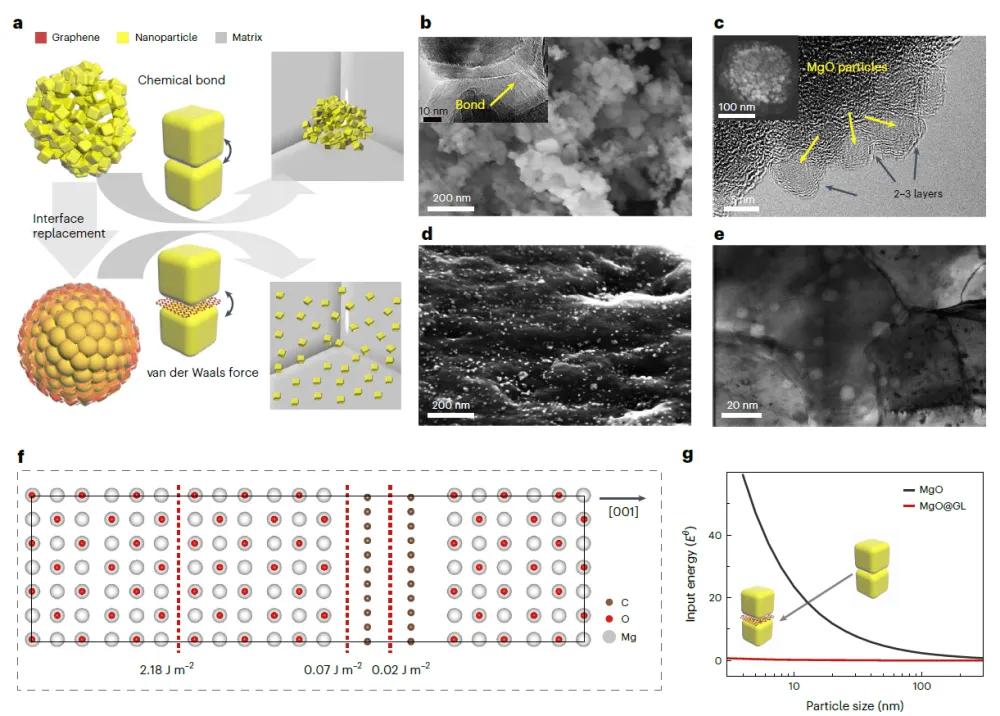 a
Graphene Nanoparticle Matrix
Chemical bond
Interface
replacement
van der Waals force
b
Bond
10 nm
200 nm
c
MgO particles
100 nm
2–3 layers
nm
d
200 nm
e
20 nm
f
[001]
C
O
Mg
2.18 J m⁻²
0.07 J m⁻²
0.02 J m⁻²
g
MgO
MgO@GL
Input energy (Eᶿ)
40
20
0
10
100
Particle size (nm)